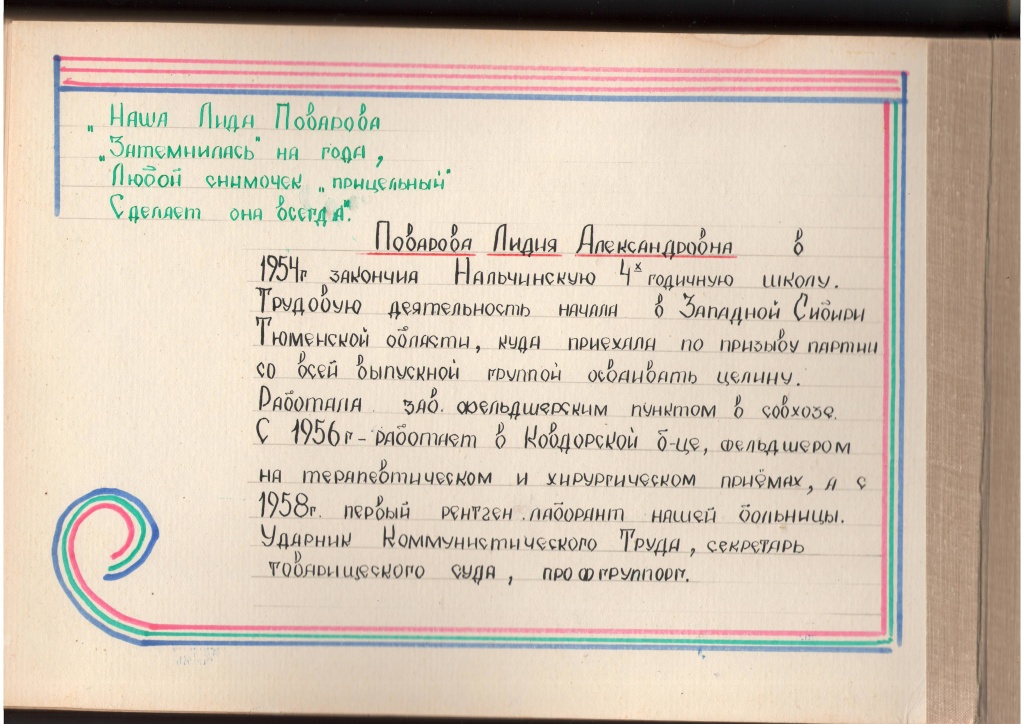 „Наша Лида Поварова
„Затемнилась" на года,
Любой снимочек „прицельный"
Сделает она всегда".
Поварова Лидия Александровна в
1954г закончила Нальчинскую 4х годичную школу.
Трудовую деятельность начала в Западной Сибири
Тюменской области, куда приехала по призыву партии
со всей выпускной группой осваивать целину.
Работала зав. фельдшерским пунктом в совхозе.
С 1956г - работает в Ковдорской б-це, фельдшером
на терапевтическом и хирургическом приёмах, а с
1958г. первый рентген.лаборант нашей больницы.
Ударник Коммунистического Труда, секретарь
товарищеского суда, профгруппорг.